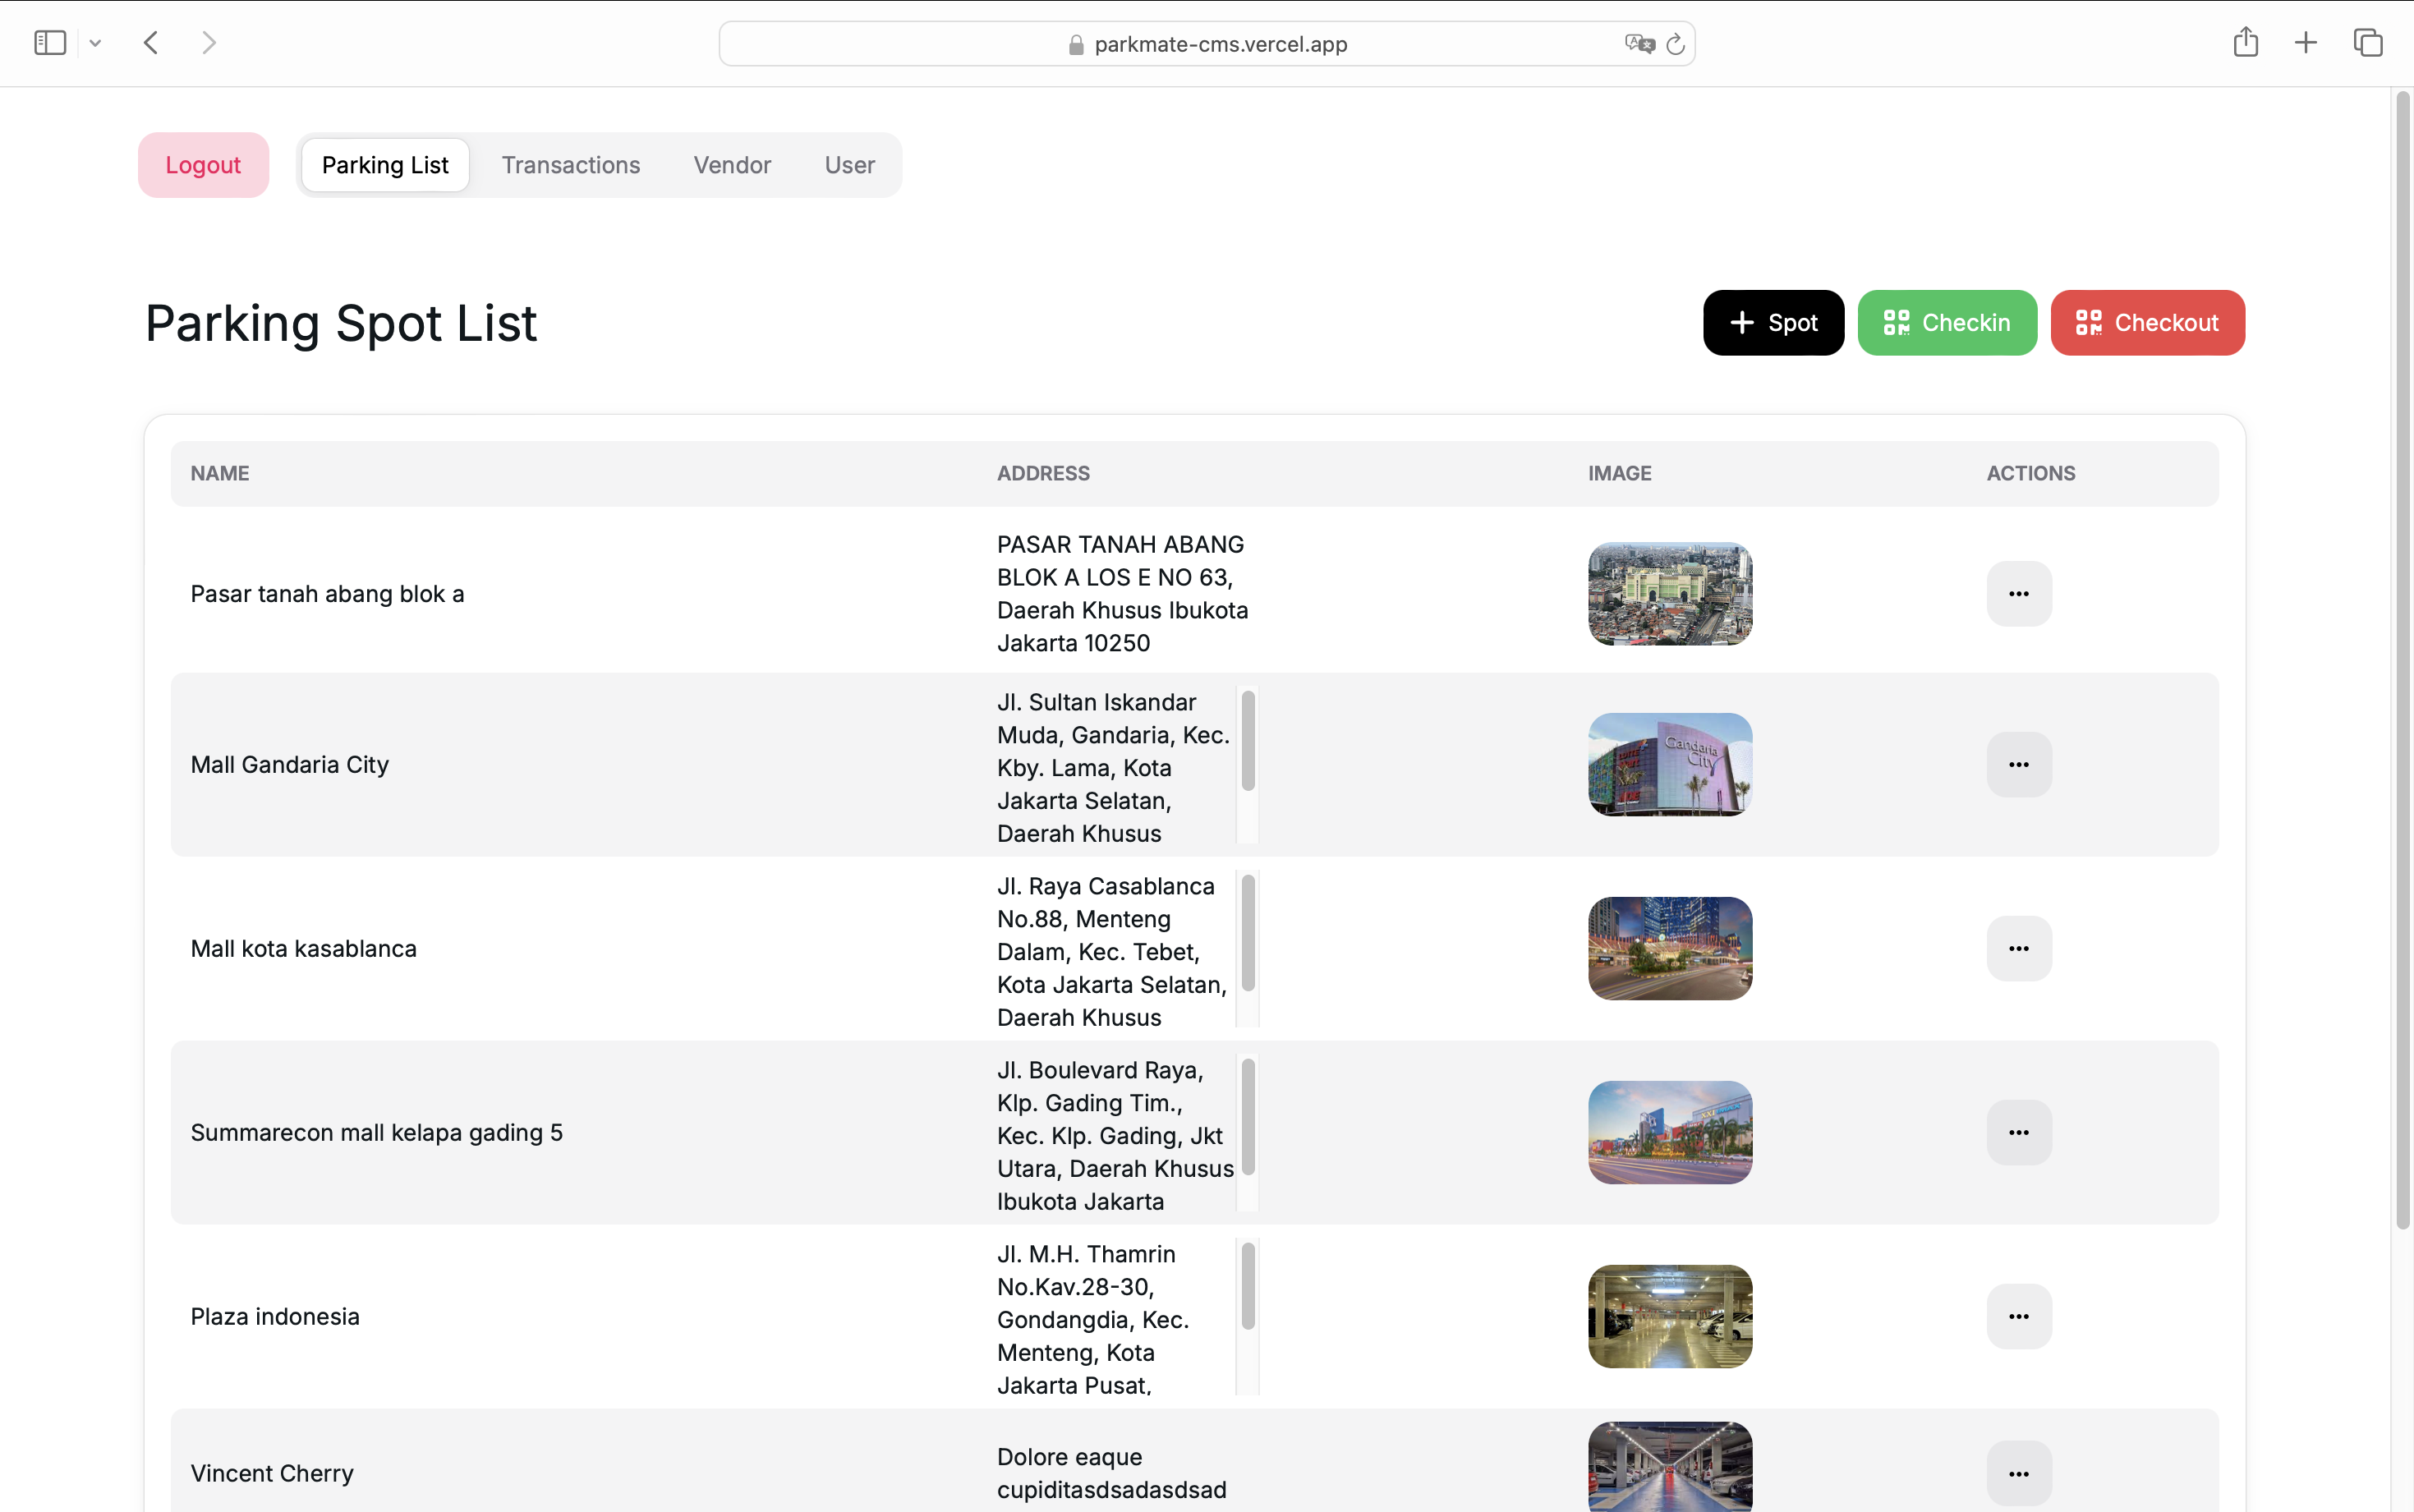 parkmate-cms.vercel.app
Logout
Parking List
Transactions
Vendor
User
Parking Spot List
Spot
Checkin
Checkout
NAME
ADDRESS
IMAGE
ACTIONS
Pasar tanah abang blok a
PASAR TANAH ABANG
BLOK A LOS E NO 63,
Daerah Khusus Ibukota
Jakarta 10250
Mall Gandaria City
Jl. Sultan Iskandar
Muda, Gandaria, Kec.
Kby. Lama, Kota
Jakarta Selatan,
Daerah Khusus
Gandaria
City
Mall kota kasablanca
Jl. Raya Casablanca
No.88, Menteng
Dalam, Kec. Tebet,
Kota Jakarta Selatan,
Daerah Khusus
Summarecon mall kelapa gading 5
Jl. Boulevard Raya,
Klp. Gading Tim.,
Kec. Klp. Gading, Jkt
Utara, Daerah Khusus
Ibukota Jakarta
Plaza indonesia
Jl. M.H. Thamrin
No.Kav.28-30,
Gondangdia, Kec.
Menteng, Kota
Jakarta Pusat,
Vincent Cherry
Dolore eaque
cupiditasdsadasdsad